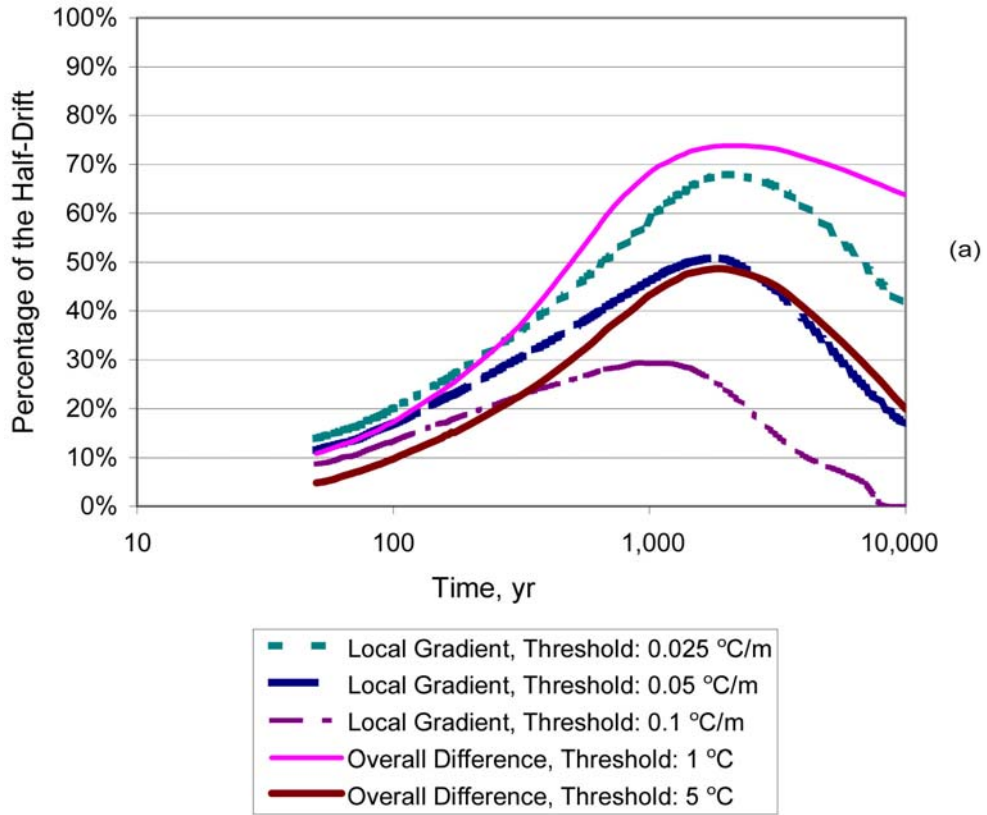 100%
90%
80%
70%
60%
50%
40%
30%
20%
10%
0%
Percentage of the Half-Drift
(a)
10
100
1,000
10,000
Time, yr
Local Gradient, Threshold: 0.025 °C/m
Local Gradient, Threshold: 0.05 °C/m
Local Gradient, Threshold: 0.1 °C/m
Overall Difference, Threshold: 1 °C
Overall Difference, Threshold: 5 °C